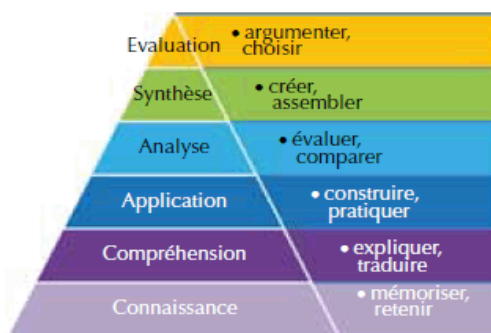 Evaluation
• argumenter,
choisir
Synthèse
• créer,
assembler
Analyse
• évaluer,
comparer
Application
• construire,
pratiquer
Compréhension
• expliquer,
traduire
Connaissance
• mémoriser,
retenir